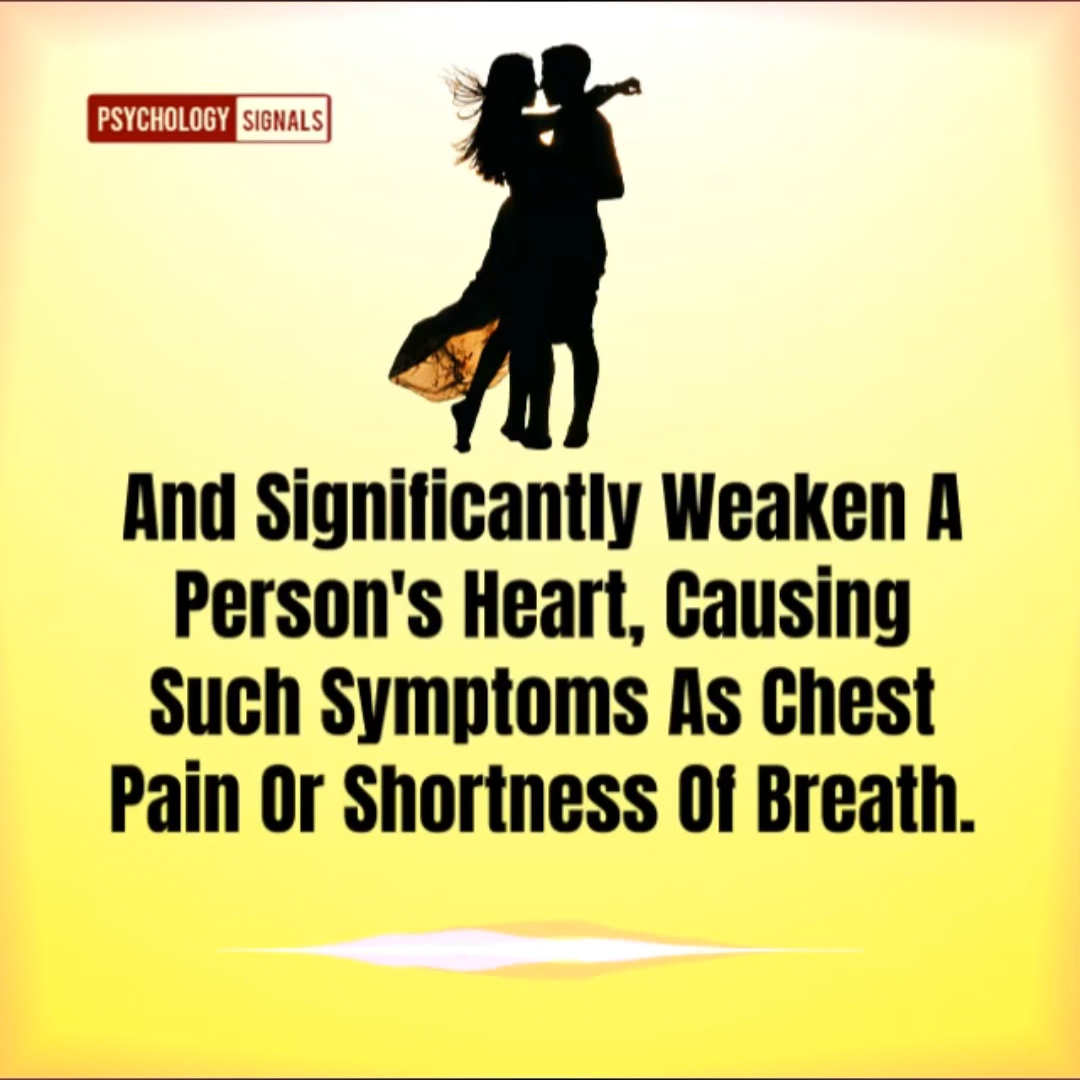 PSYCHOLOGY SIGNALS
And Significantly Weaken A
Person's Heart, Causing
Such Symptoms As Chest
Pain Or Shortness Of Breath.